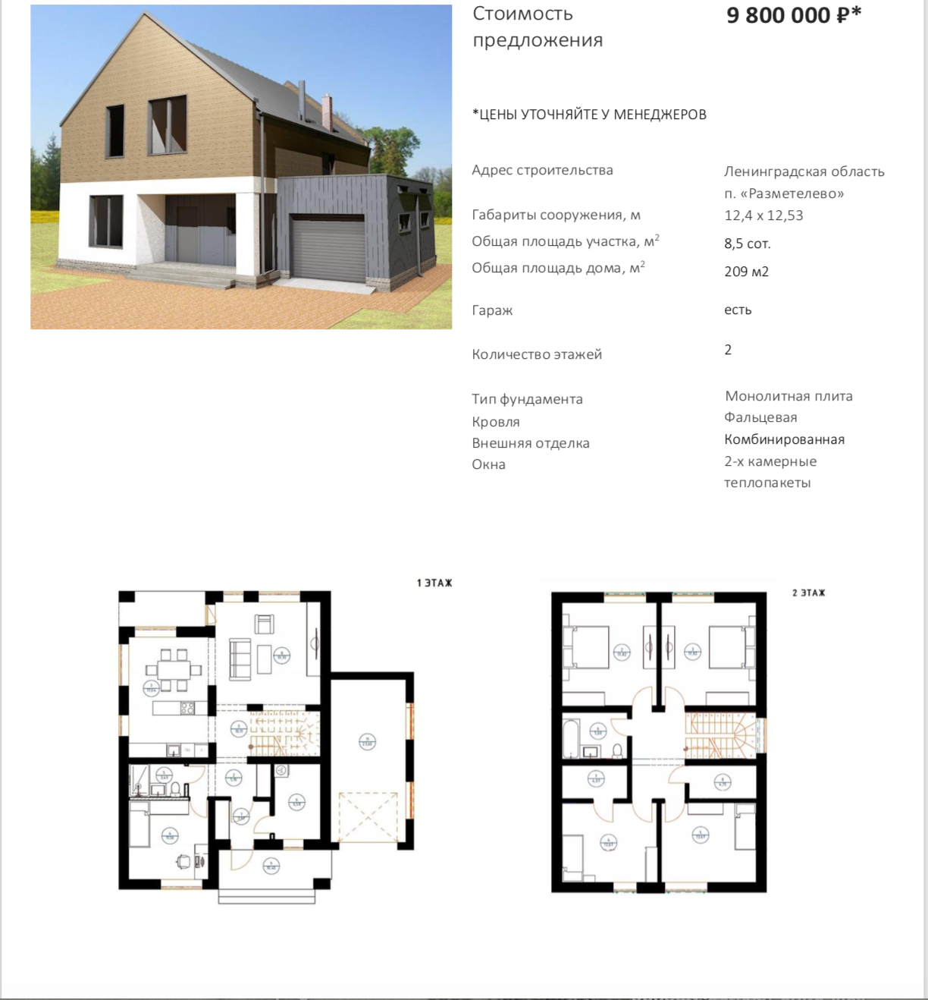 Стоимость
предложения
9 800 000 ₽*
*ЦЕНЫ УТОЧНЯЙТЕ У МЕНЕДЖЕРОВ
Адрес строительства
Ленинградская область
п. «Разметелево»
Габариты сооружения, м
12,4 х 12,53
Общая площадь участка, м²
8,5 сот.
Общая площадь дома, м²
209 м2
Гараж
есть
Количество этажей
2
Тип фундамента
Монолитная плита
Кровля
Фальцевая
Внешняя отделка
Комбинированная
Окна
2-х камерные
теплопакеты
1 ЭТАЖ
2 ЭТАЖ